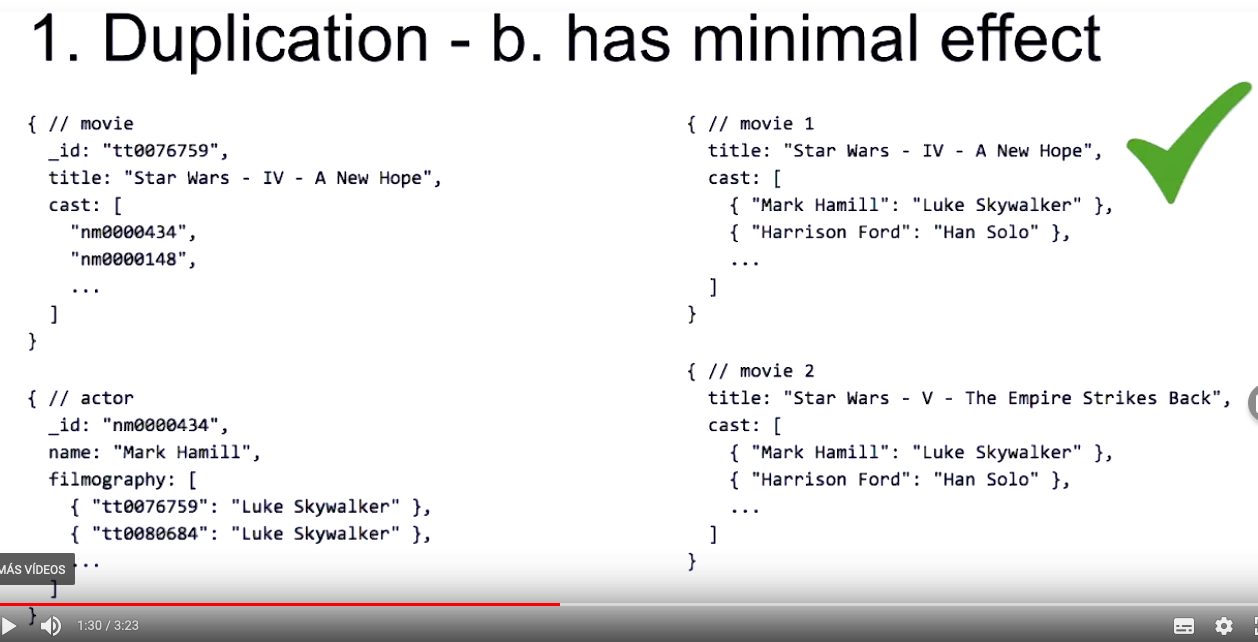 1. Duplication - b. has minimal effect
{ // movie
_id: "tt0076759",
title: "Star Wars - IV - A New Hope",
cast: [
"nm0000434",
"nm0000148",
...
]
}
{ // actor
_id: "nm0000434",
name: "Mark Hamill",
filmography: [
{ "tt0076759": "Luke Skywalker" },
{ "tt0080684": "Luke Skywalker" },
...
]
}
{ // movie 1
title: "Star Wars - IV - A New Hope",
cast: [
{ "Mark Hamill": "Luke Skywalker" },
{ "Harrison Ford": "Han Solo" },
...
]
}
{ // movie 2
title: "Star Wars - V - The Empire Strikes Back",
cast: [
{ "Mark Hamill": "Luke Skywalker" },
{ "Harrison Ford": "Han Solo" },
...
]
}
MÁS VÍDEOS
1:30 / 3:23